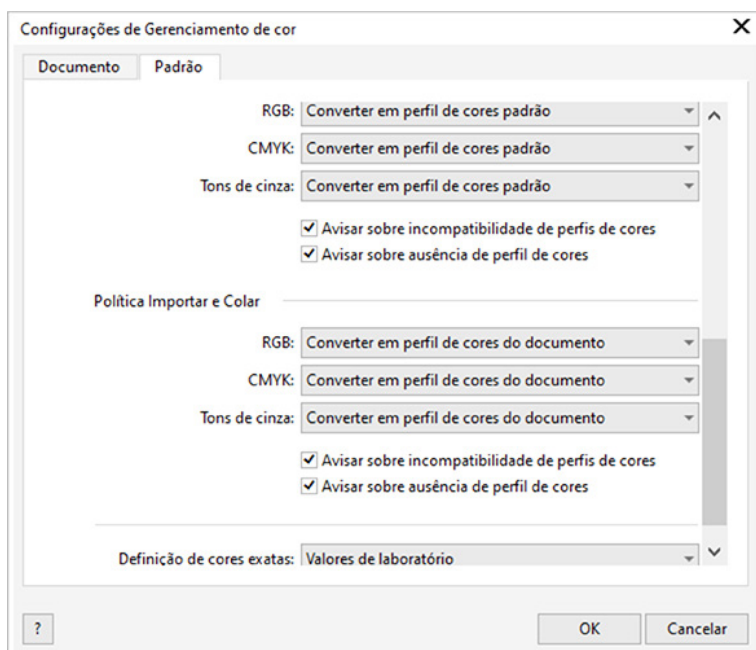 Configurações de Gerenciamento de cor
Documento Padrão
RGB: Converter em perfil de cores padrão
CMYK: Converter em perfil de cores padrão
Tons de cinza: Converter em perfil de cores padrão
Avisar sobre incompatibilidade de perfis de cores
Avisar sobre ausência de perfil de cores
Política Importar e Colar
RGB: Converter em perfil de cores do documento
CMYK: Converter em perfil de cores do documento
Tons de cinza: Converter em perfil de cores do documento
Avisar sobre incompatibilidade de perfis de cores
Avisar sobre ausência de perfil de cores
Definição de cores exatas: Valores de laboratório
? OK Cancelar